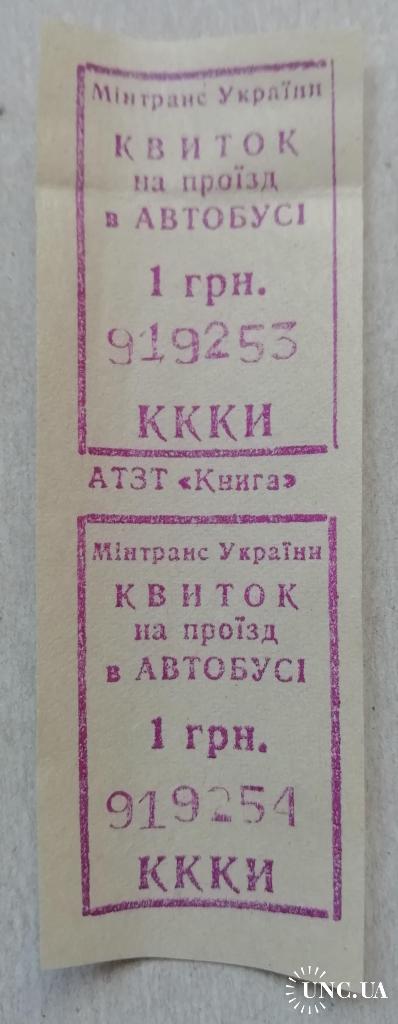 Мінтранс України
КВИТОК
на проїзд
в АВТОБУСІ
1 грн.
919253
КККИ
АТЗТ «Книга»
Мінтранс України
КВИТОК
на проїзд
в АВТОБУСІ
1 грн.
919254
КККИ
UNC.UA